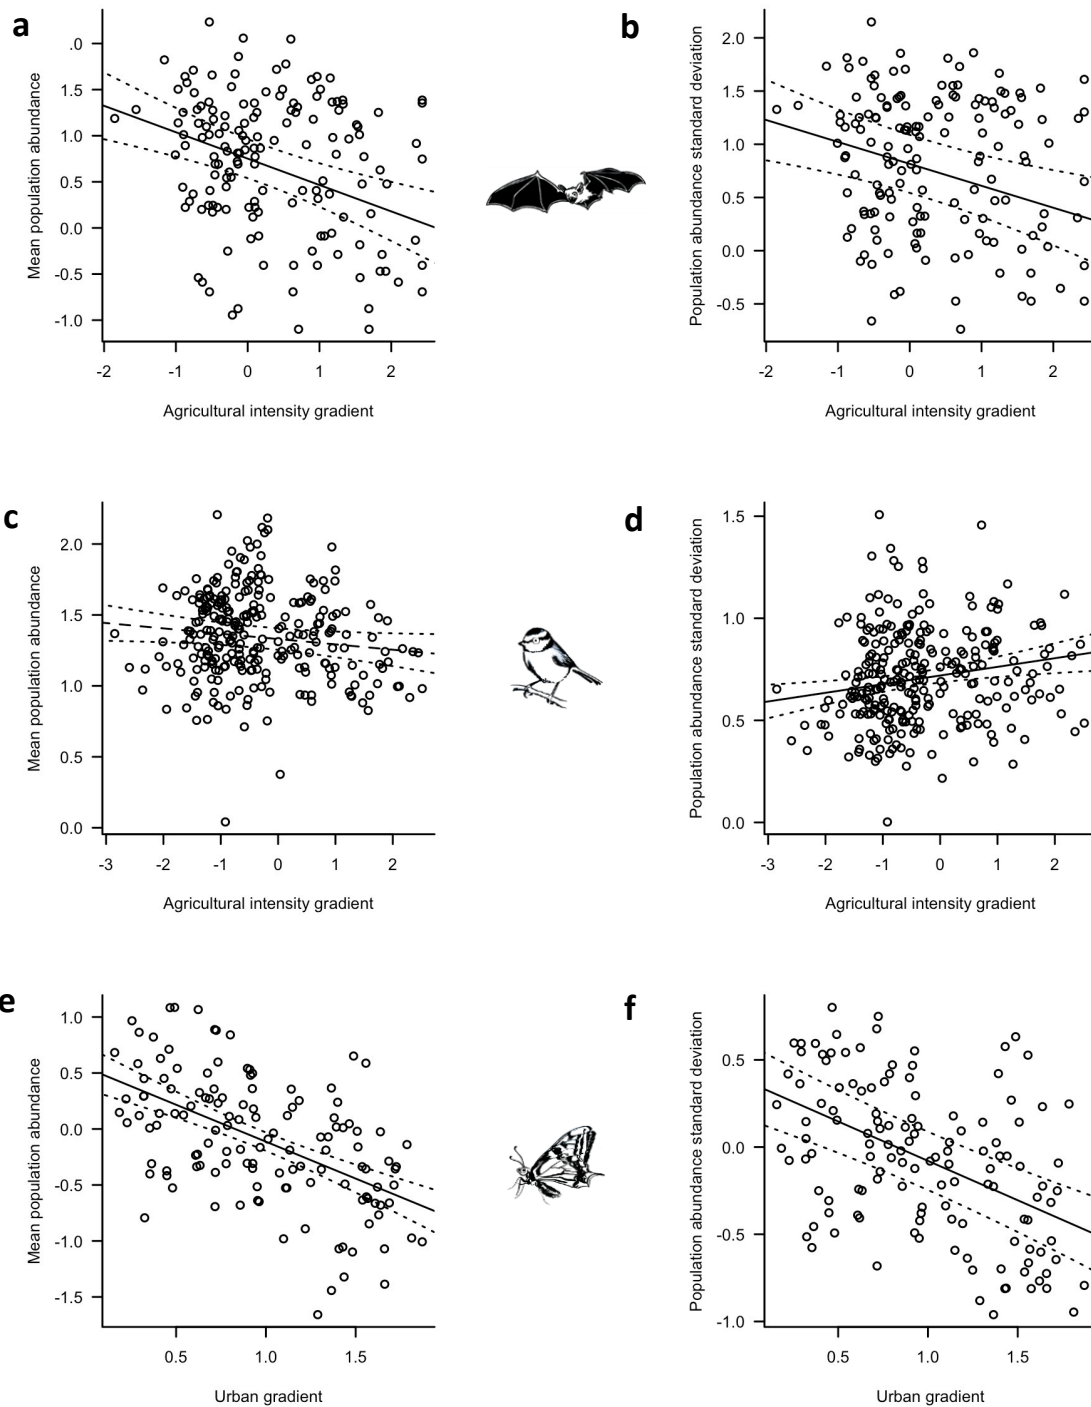 a
b
.0
1.5
1.0
0.5
0.0
-0.5
-1.0
Mean population abundance
-2 -1 0 1 2
Agricultural intensity gradient
2.0
1.5
1.0
0.5
0.0
-0.5
Population abundance standard deviation
-2 -1 0 1 2
Agricultural intensity gradient
c
d
2.0
1.5
1.0
0.5
0.0
Mean population abundance
-3 -2 -1 0 1 2
Agricultural intensity gradient
1.5
1.0
0.5
0.0
Population abundance standard deviation
-3 -2 -1 0 1 2
Agricultural intensity gradient
e
f
1.0
0.5
0.0
-0.5
-1.0
-1.5
Mean population abundance
0.5 1.0 1.5
Urban gradient
0.5
0.0
-0.5
-1.0
Population abundance standard deviation
0.5 1.0 1.5
Urban gradient